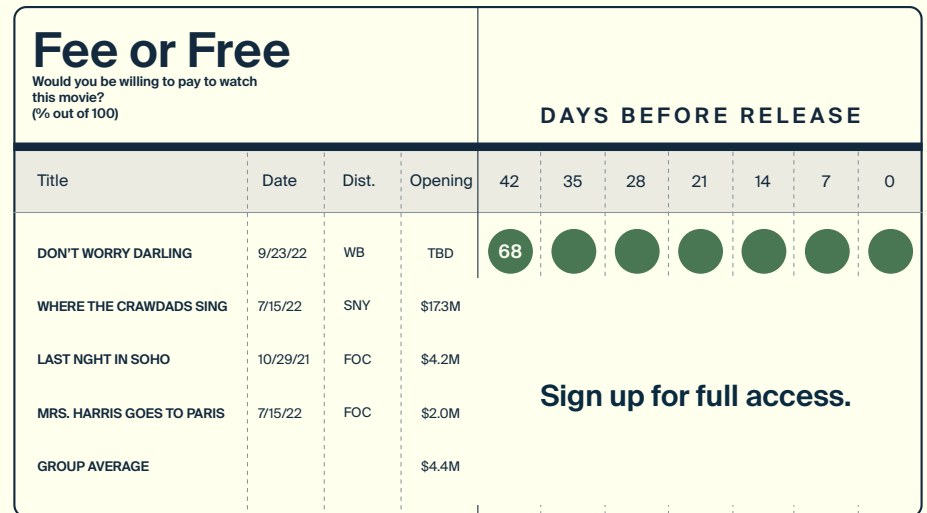 Fee or Free
Would you be willing to pay to watch
this movie?
(% out of 100)
DAYS BEFORE RELEASE
Title Date Dist. Opening 42 35 28 21 14 7 0
DON'T WORRY DARLING 9/23/22 WB TBD 68
WHERE THE CRAWDADS SING 7/15/22 SNY $17.3M
LAST NGHT IN SOHO 10/29/21 FOC $4.2M
Sign up for full access.
MRS. HARRIS GOES TO PARIS 7/15/22 FOC $2.0M
GROUP AVERAGE $4.4M